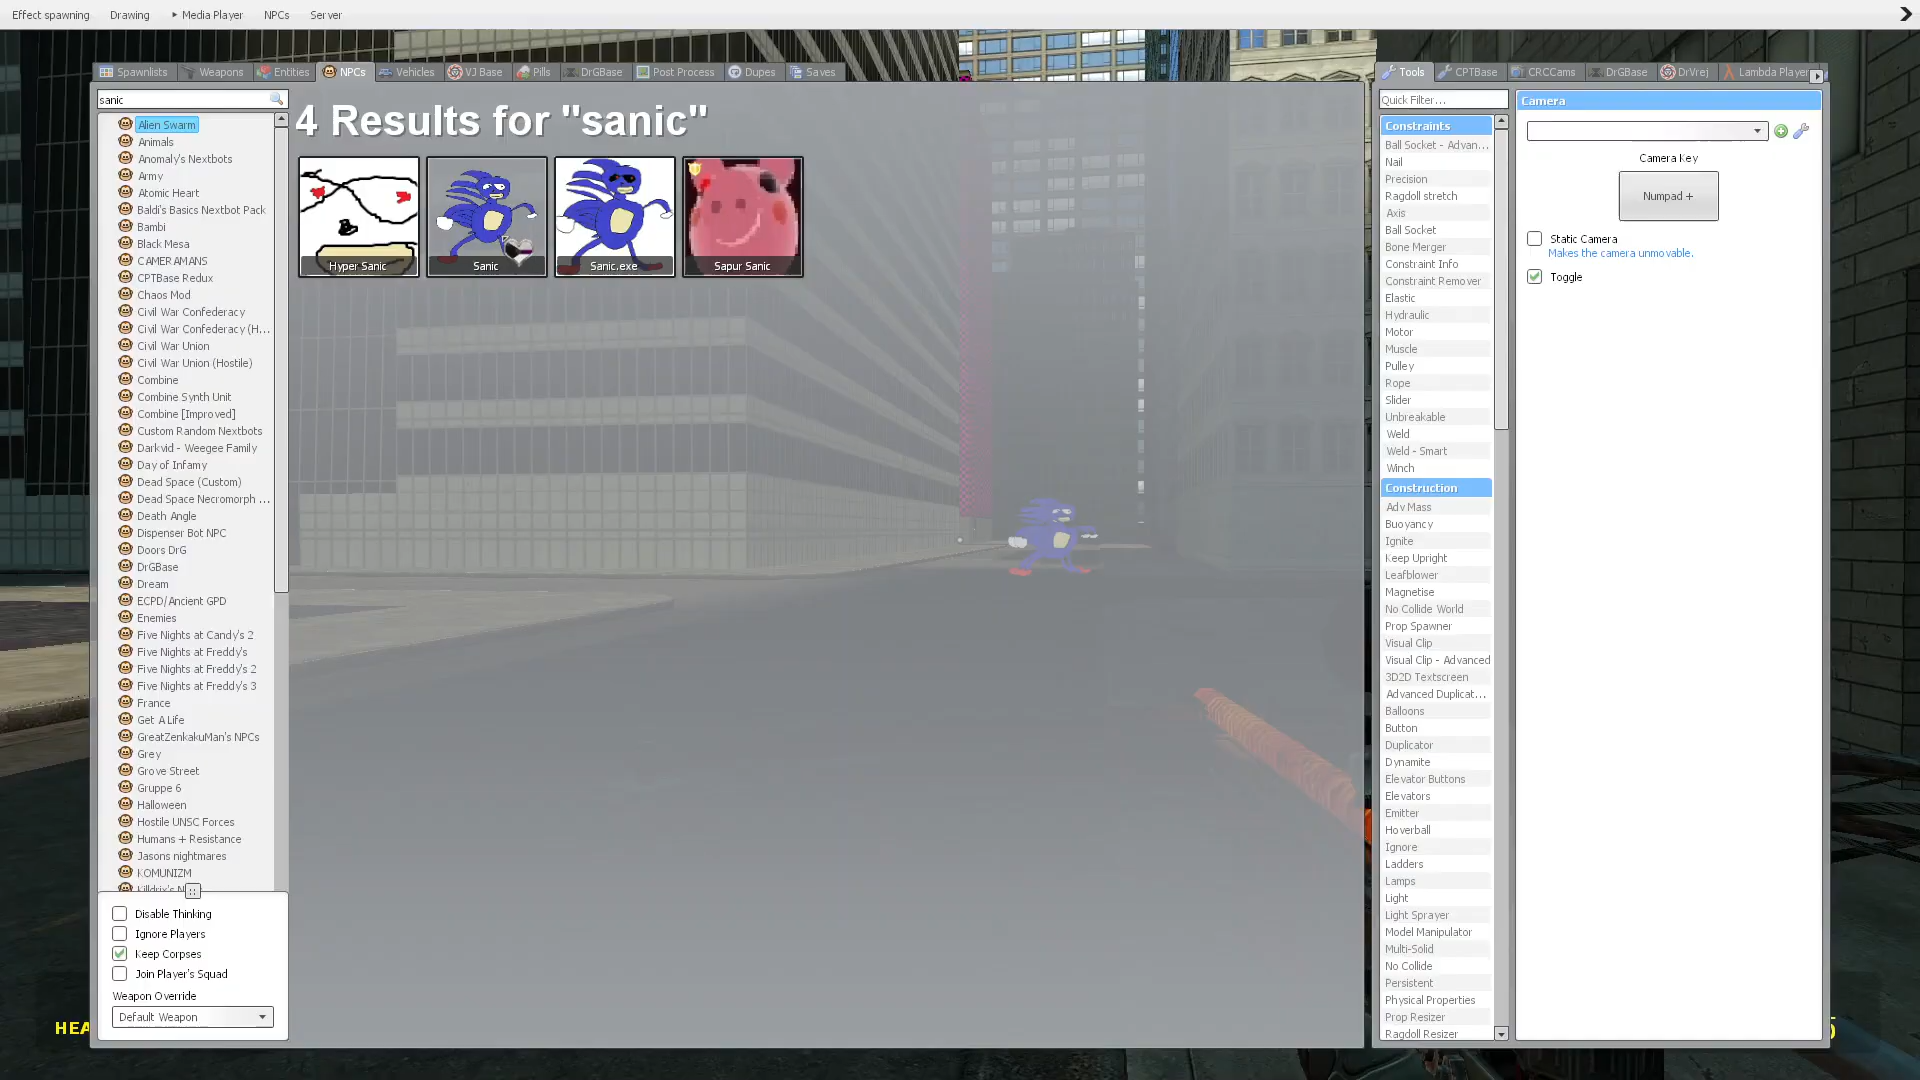 Effect spawning Drawing Media Player NPCs Server
Spawnlists Weapons Entities NPCs Vehicles VJ Base Pills DrGBase Post Process Dupes Saves
sanic
Alien Swarm
Animals
Anomaly's Nextbots
Army
Atomic Heart
Baldi's Basics Nextbot Pack
Bambi
Black Mesa
CAMERAMANS
CPTBase Redux
Chaos Mod
Civil War Confederacy
Civil War Confederacy (H...
Civil War Union
Civil War Union (Hostile)
Combine
Combine Synth Unit
Combine [Improved]
Custom Random Nextbots
Darkvid - Weegee Family
Day of Infamy
Dead Space (Custom)
Dead Space Necromorph ...
Death Angle
Dispenser Bot NPC
Doors DrG
DrGBase
Dream
ECPD/Ancient GPD
Enemies
Five Nights at Candy's 2
Five Nights at Freddy's
Five Nights at Freddy's 2
Five Nights at Freddy's 3
France
Get A Life
GreatZenkakuMan's NPCs
Grey
Grove Street
Gruppe 6
Halloween
Hostile UNSC Forces
Humans + Resistance
Jasons nightmares
KOMUNIZM
Disable Thinking
Ignore Players
Keep Corpses
Join Player's Squad
Weapon Override
Default Weapon
4 Results for "sanic"
Hyper Sanic
Sanic
Sanic.exe
Sapur Sanic
Tools CPTBase CRCCams DrGBase DrVrej Lambda Player
Quick Filter...
Constraints
Ball Socket - Advan...
Nail
Precision
Ragdoll stretch
Axis
Ball Socket
Bone Merger
Constraint Info
Constraint Remover
Elastic
Hydraulic
Motor
Muscle
Pulley
Rope
Slider
Unbreakable
Weld
Weld - Smart
Winch
Construction
Adv Mass
Buoyancy
Ignite
Keep Upright
Leafblower
Magnetise
No Collide World
Prop Spawner
Visual Clip
Visual Clip - Advanced
3D2D Textscreen
Advanced Duplicat...
Balloons
Button
Duplicator
Dynamite
Elevator Buttons
Elevators
Emitter
Hoverball
Ignore
Ladders
Lamps
Light
Light Sprayer
Model Manipulator
Multi-Solid
No Collide
Persistent
Physical Properties
Prop Resizer
Ragdoll Resizer
Camera
Camera Key
Numpad +
Static Camera
Makes the camera unmovable.
Toggle
HEA